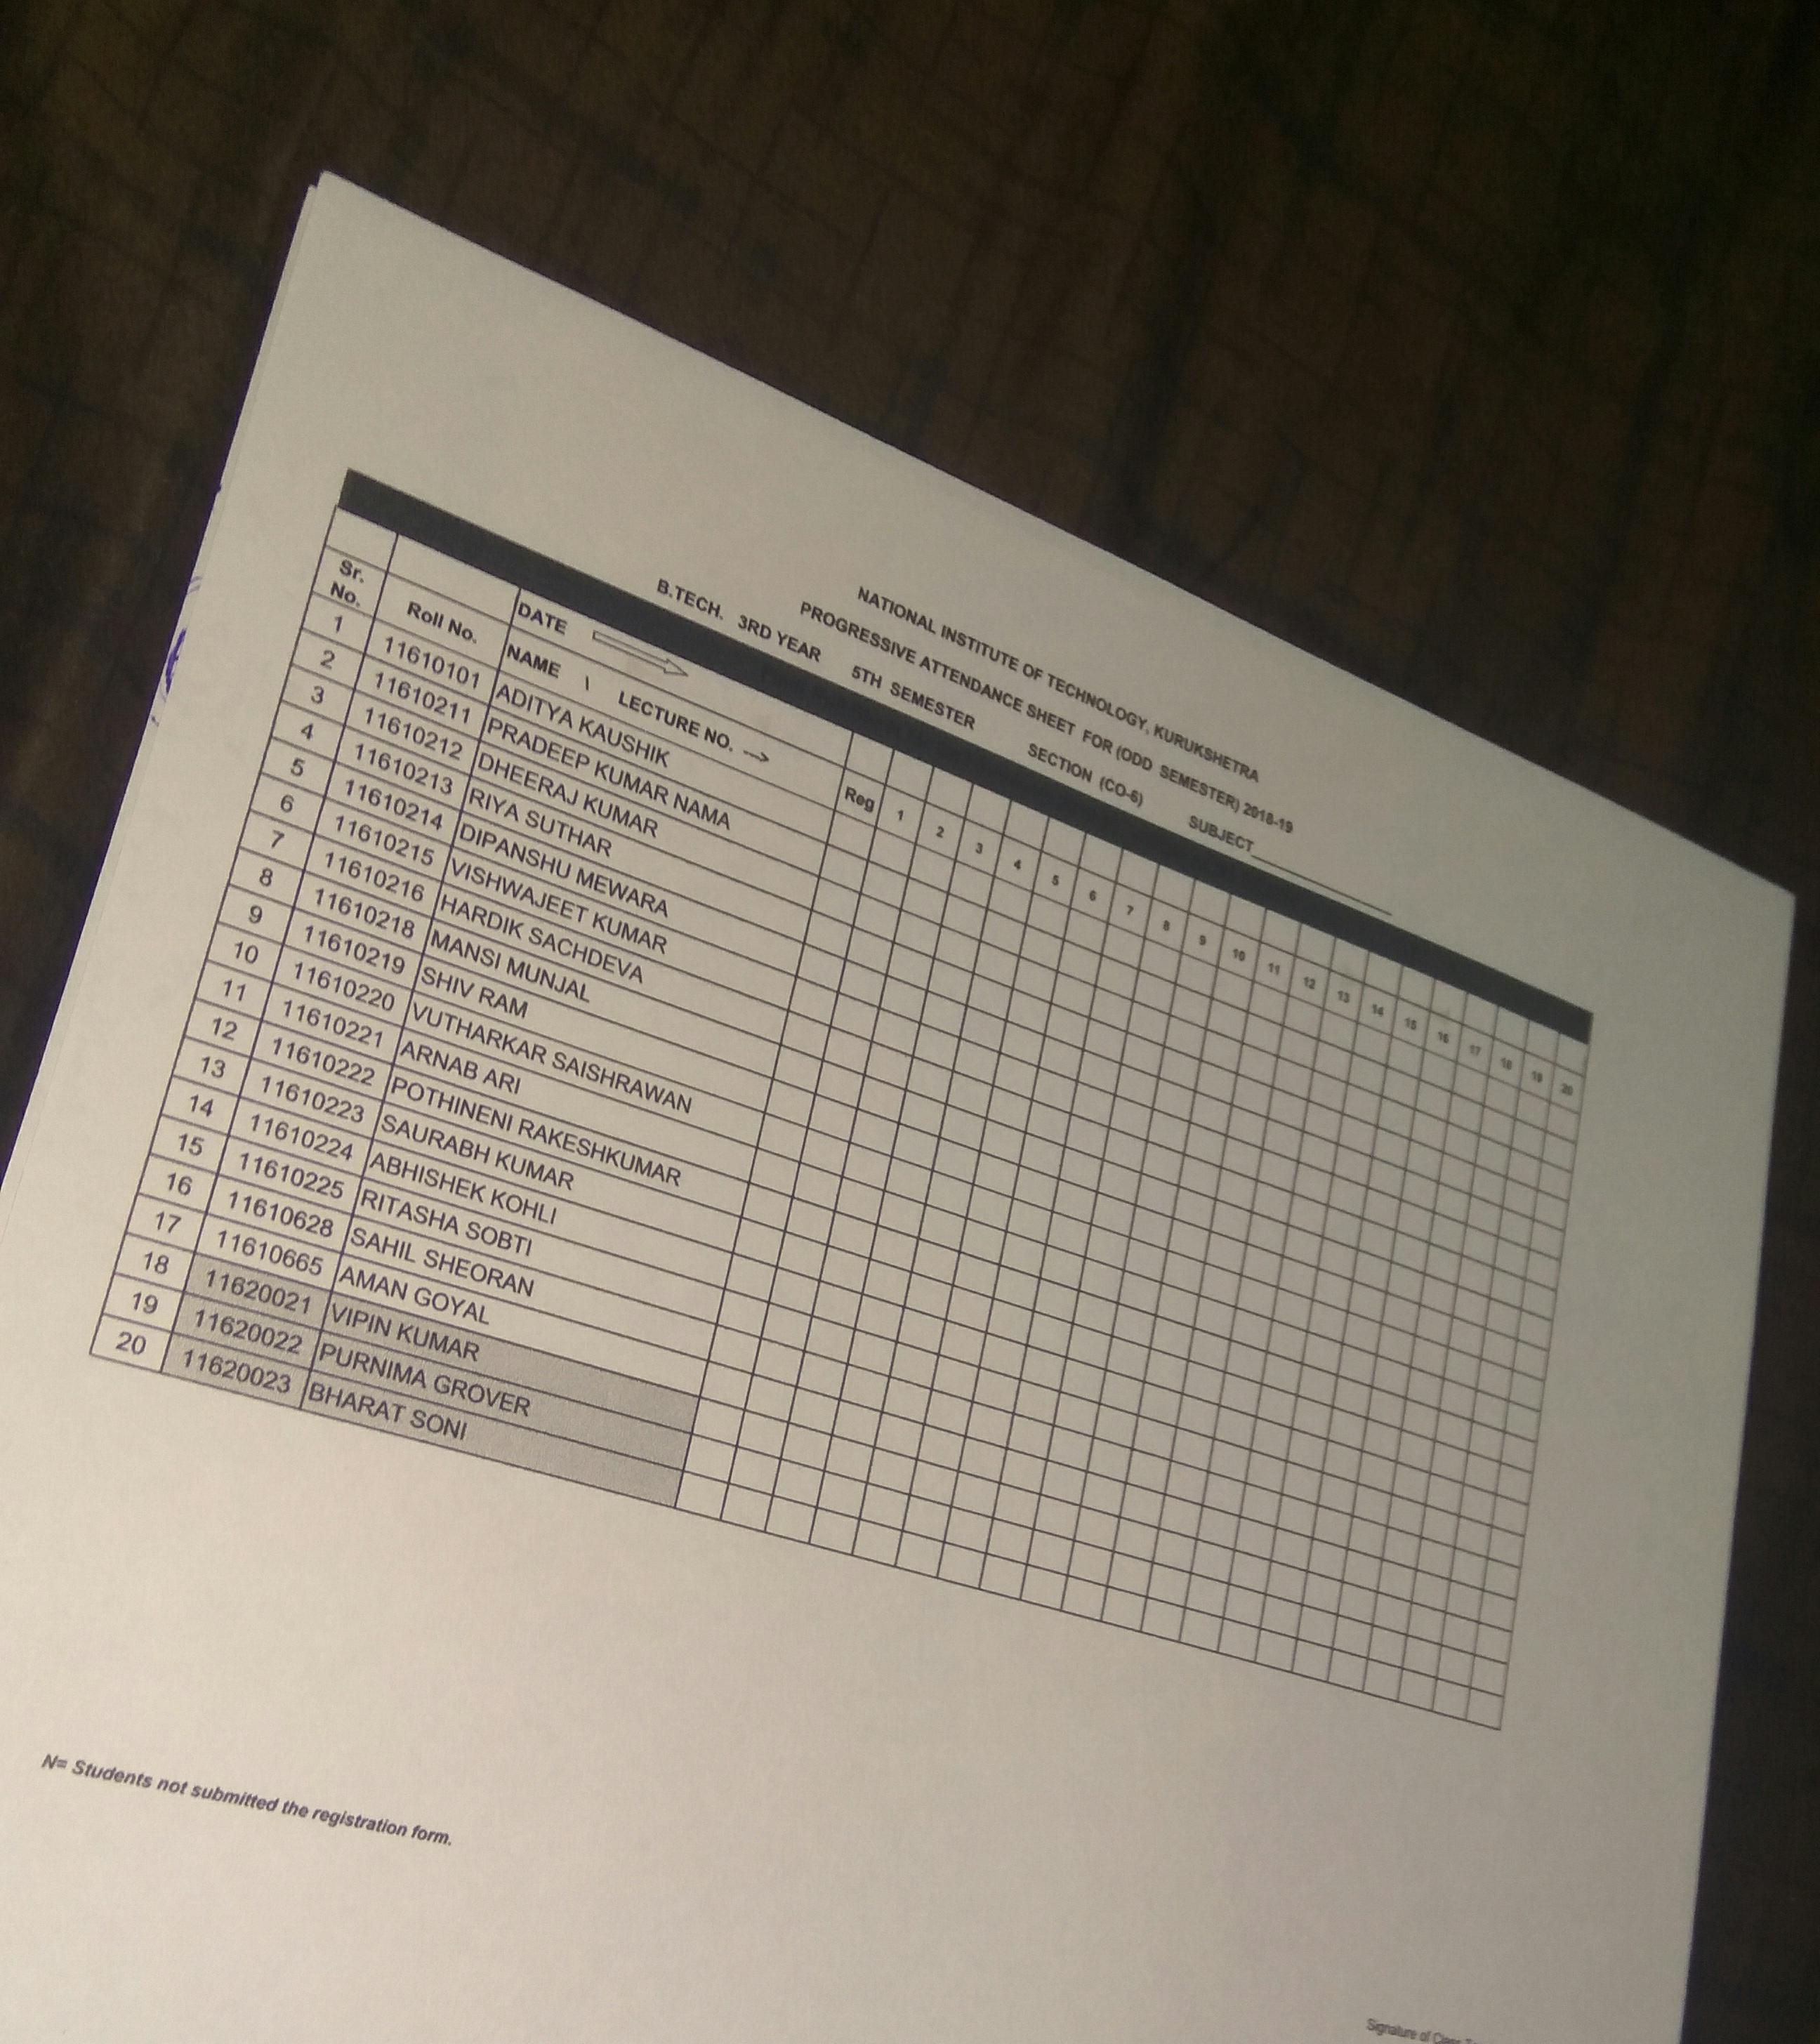 NATIONAL INSTITUTE OF TECHNOLOGY, KURUKSHETRA
PROGRESSIVE ATTENDANCE SHEET FOR (ODD SEMESTER) 2018-19
B.TECH. 3RD YEAR 5TH SEMESTER SECTION (CO-6) SUBJECT
DATE
Sr. No. Roll No. NAME \ LECTURE NO. --> Reg 1 2 3 4 5 6 7 8 9 10 11 12 13 14 15 16 17 18 19 20
1 11610101 ADITYA KAUSHIK
2 11610211 PRADEEP KUMAR NAMA
3 11610212 DHEERAJ KUMAR
4 11610213 RIYA SUTHAR
5 11610214 DIPANSHU MEWARA
6 11610215 VISHWAJEET KUMAR
7 11610216 HARDIK SACHDEVA
8 11610218 MANSI MUNJAL
9 11610219 SHIV RAM
10 11610220 VUTHARKAR SAISHRAWAN
11 11610221 ARNAB ARI
12 11610222 POTHINENI RAKESHKUMAR
13 11610223 SAURABH KUMAR
14 11610224 ABHISHEK KOHLI
15 11610225 RITASHA SOBTI
16 11610628 SAHIL SHEORAN
17 11610665 AMAN GOYAL
18 11620021 VIPIN KUMAR
19 11620022 PURNIMA GROVER
20 11620023 BHARAT SONI
N= Students not submitted the registration form.
Signature of